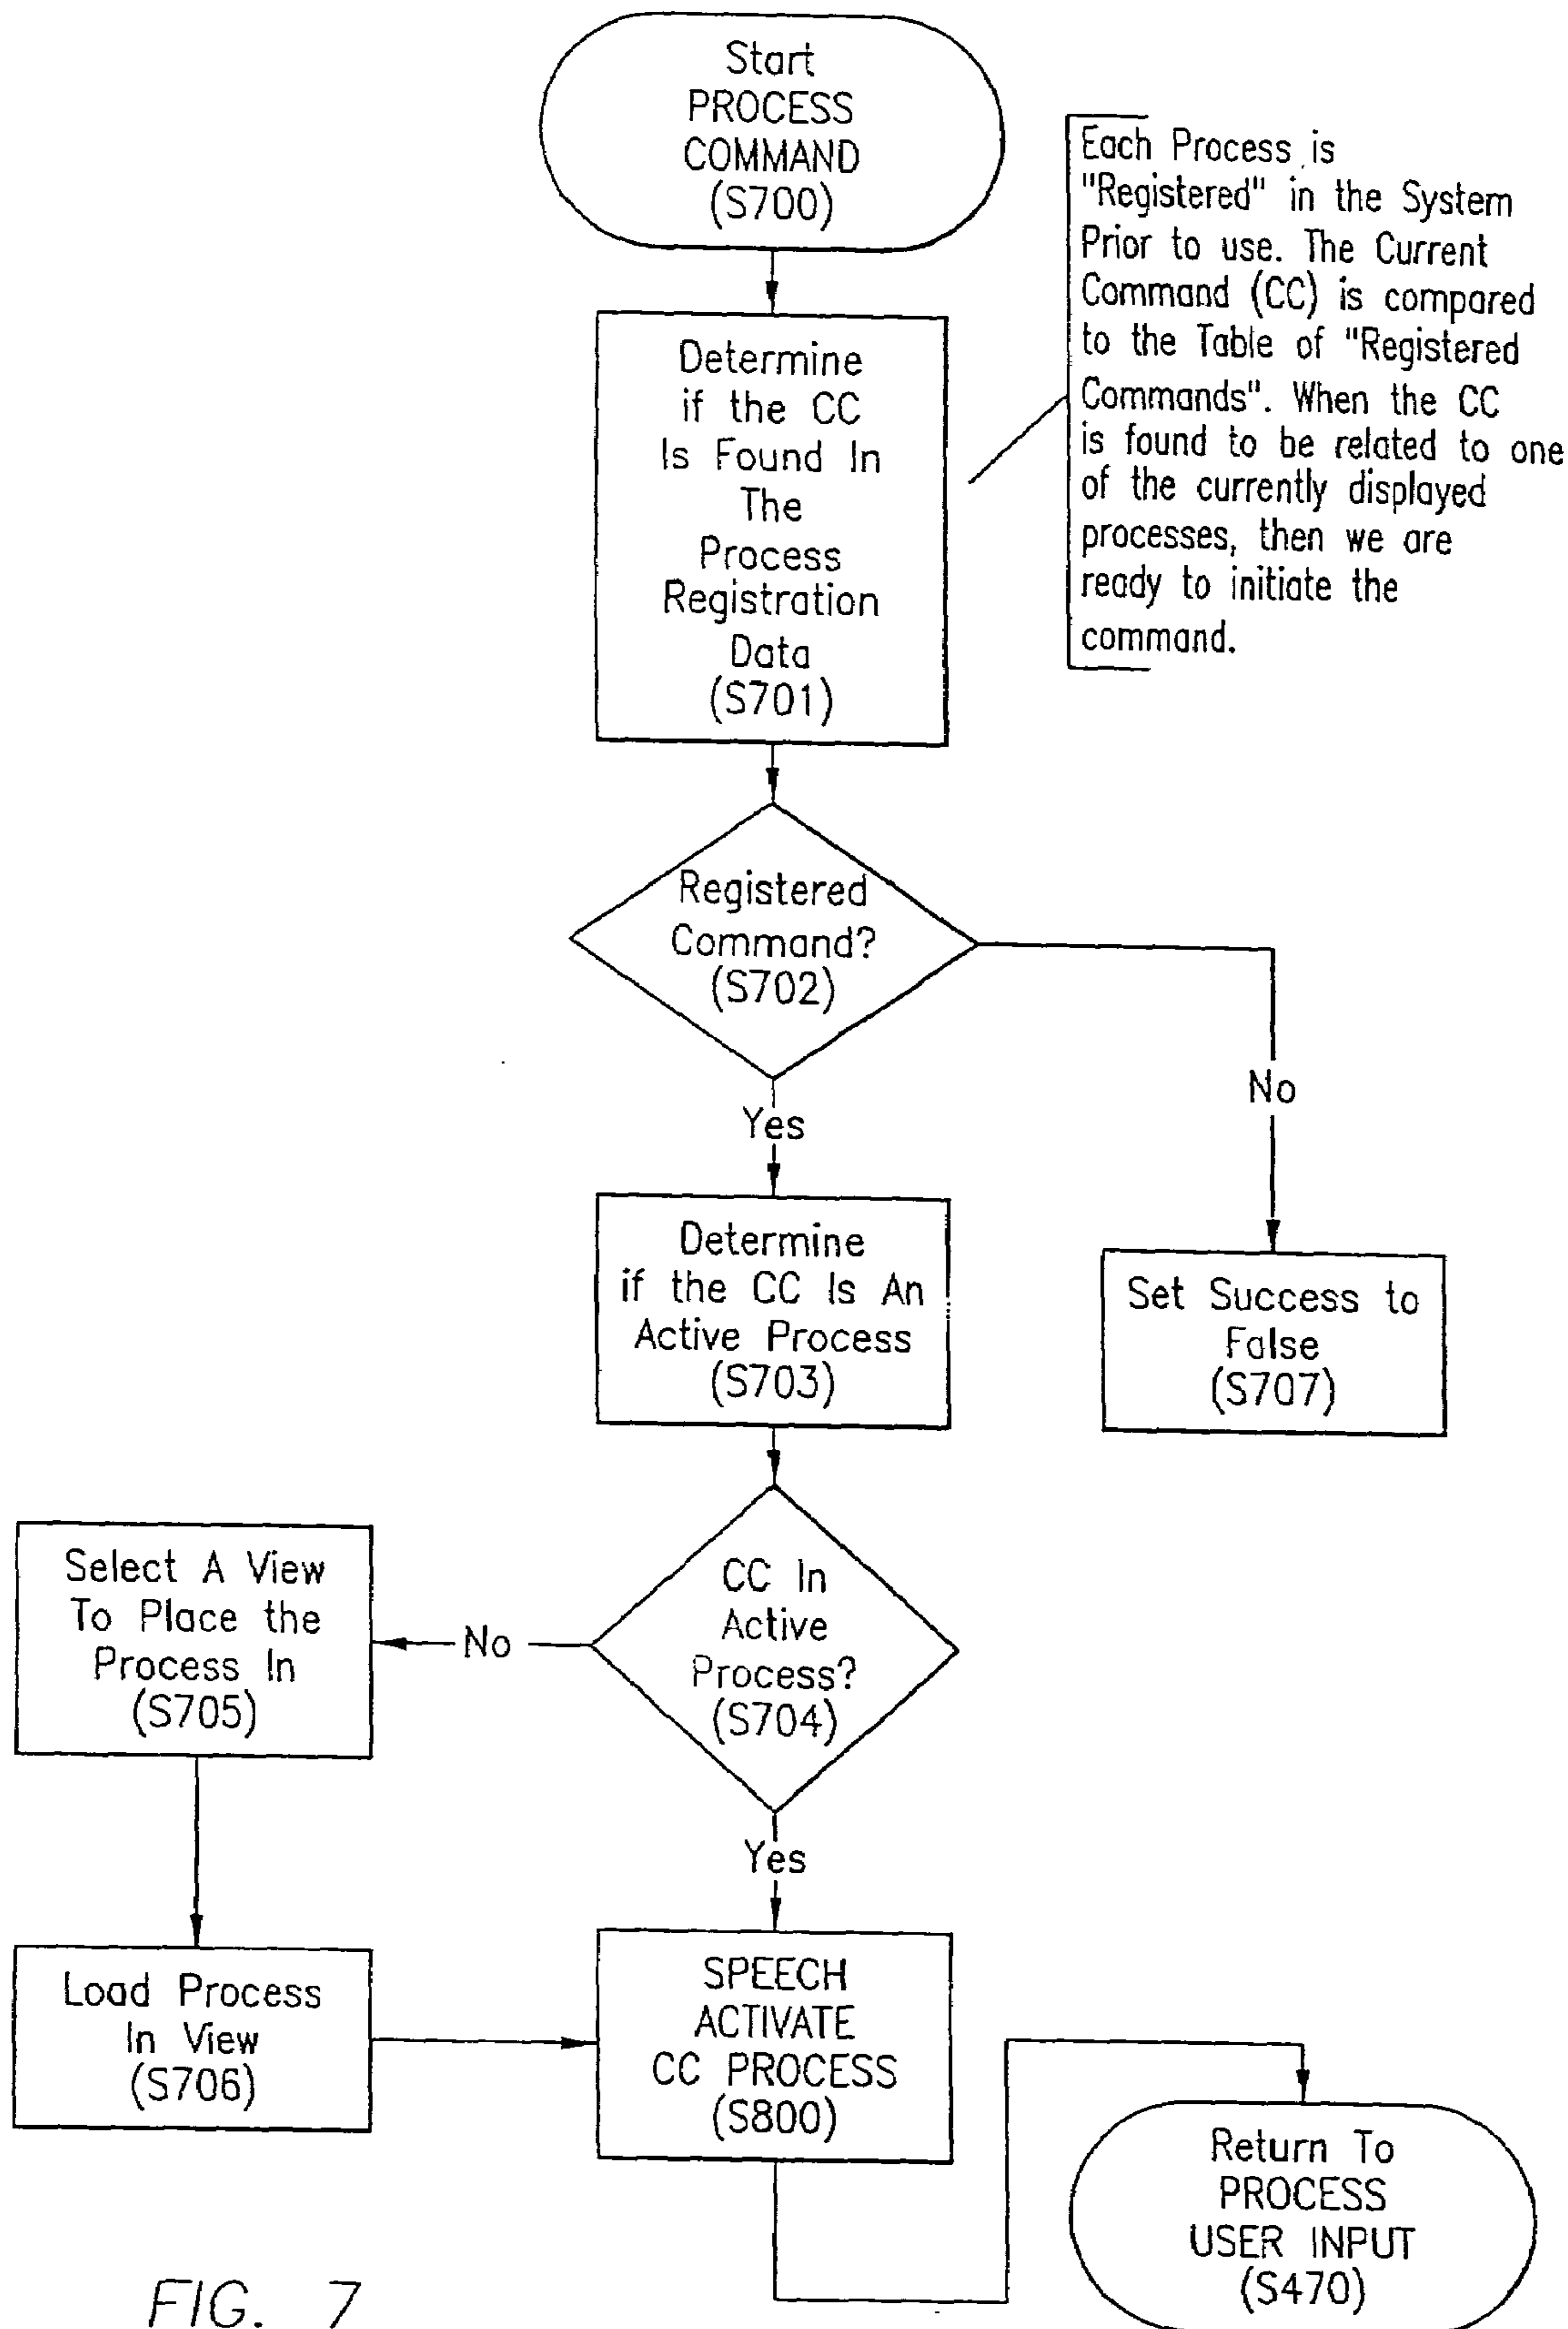 Start
PROCESS
COMMAND
(S700)
Each Process is
"Registered" in the System
Prior to use. The Current
Command (CC) is compared
to the Table of "Registered
Commands". When the CC
is found to be related to one
of the currently displayed
processes, then we are
ready to initiate the
command.
Determine
if the CC
Is Found In
The
Process
Registration
Data
(S701)
Registered
Command?
(S702)
No
Yes
Determine
if the CC Is An
Active Process
(S703)
Set Success to
False
(S707)
CC In
Active
Process?
(S704)
No
Select A View
To Place the
Process In
(S705)
Yes
Load Process
In View
(S706)
SPEECH
ACTIVATE
CC PROCESS
(S800)
Return To
PROCESS
USER INPUT
(S470)
FIG. 7